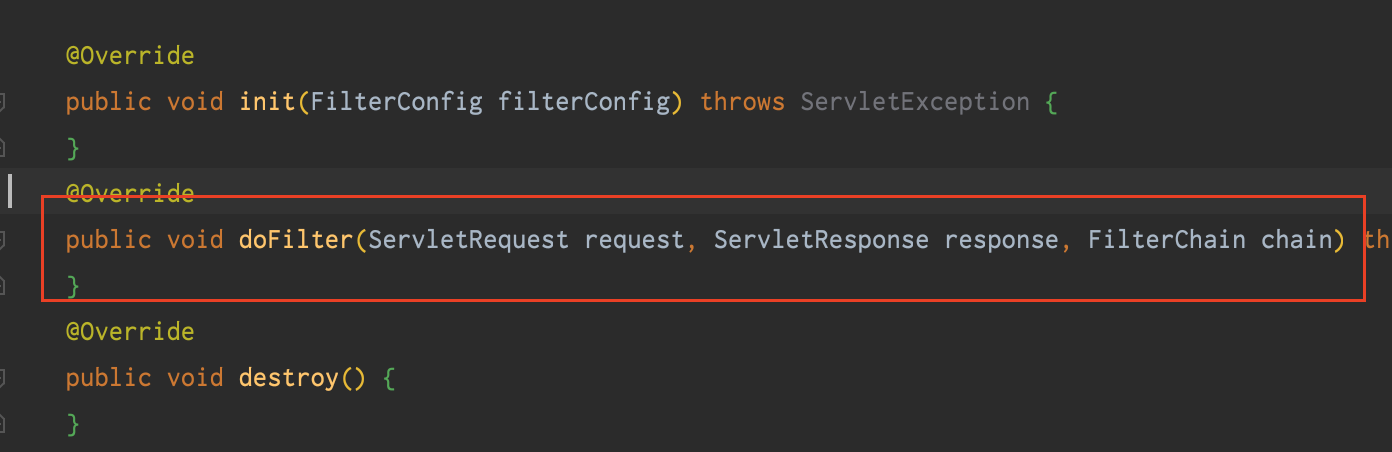 @Override
public void init(FilterConfig filterConfig) throws ServletException {
}
@Override
public void doFilter(ServletRequest request, ServletResponse response, FilterChain chain) th
}
@Override
public void destroy() {
}